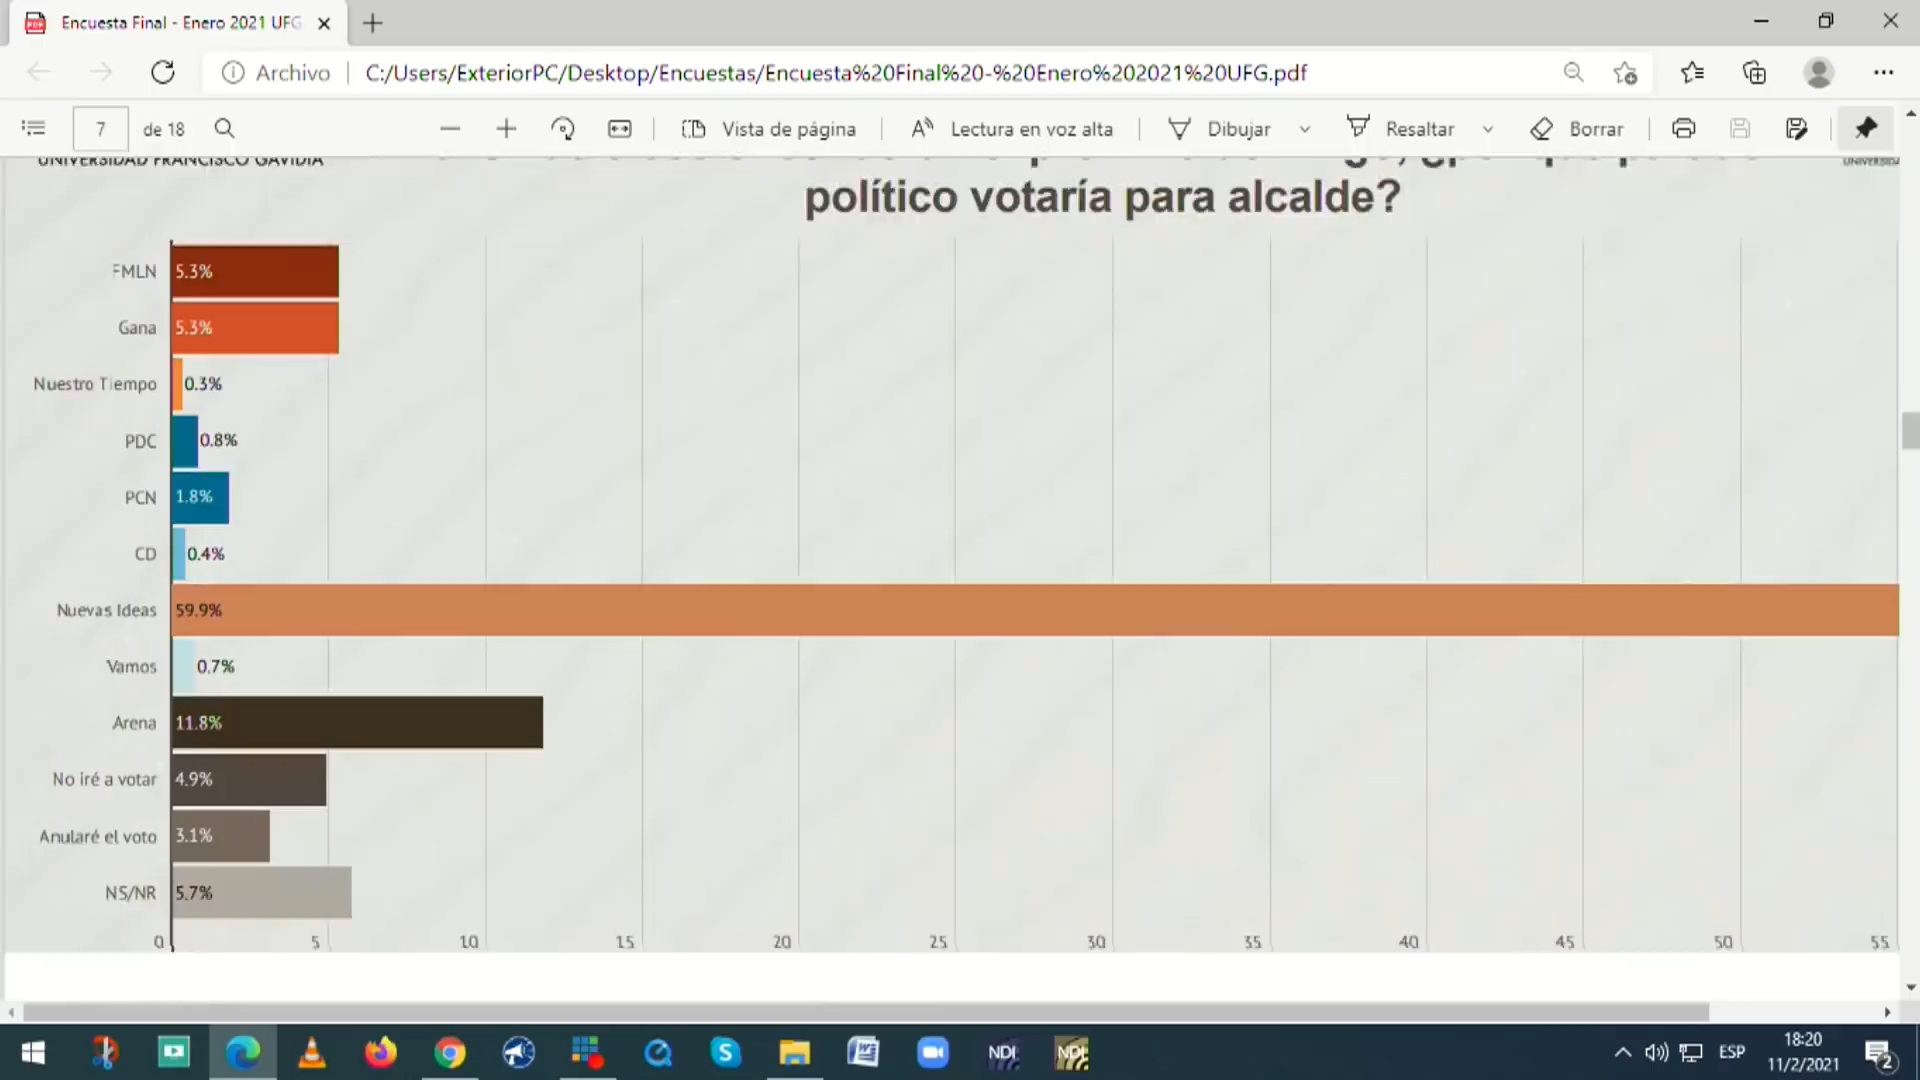 Encuesta Final - Enero 2021 UFG
Archivo
C:/Users/ExteriorPC/Desktop/Encuestas/Encuesta%20Final%20-%20Enero%202021%20UFG.pdf
7 de 18
Vista de página
Lectura en voz alta
Dibujar
Resaltar
Borrar
UNIVERSIDAD FRANCISCO GAVIDIA
político votaría para alcalde?
FMLN 5.3%
Gana 5.3%
Nuestro Tiempo 0.3%
PDC 0.8%
PCN 1.8%
CD 0.4%
Nuevas Ideas 59.9%
Vamos 0.7%
Arena 11.8%
No iré a votar 4.9%
Anularé el voto 3.1%
NS/NR 5.7%
0 5 10 15 20 25 30 35 40 45 50 55
NDI NDI
ESP
18:20
11/2/2021
2